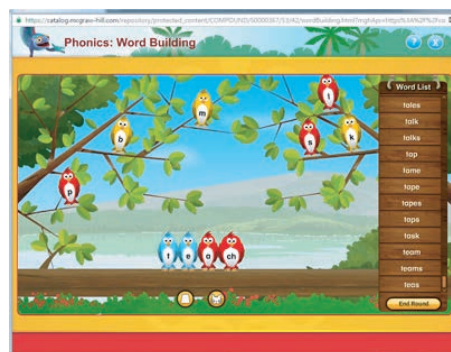 Phonics: Word Building
Word List
tales
talk
talks
tap
tame
tape
tapes
taps
task
team
teams
teas
End Round
m
t
b
s
k
p
t
e
a
ch